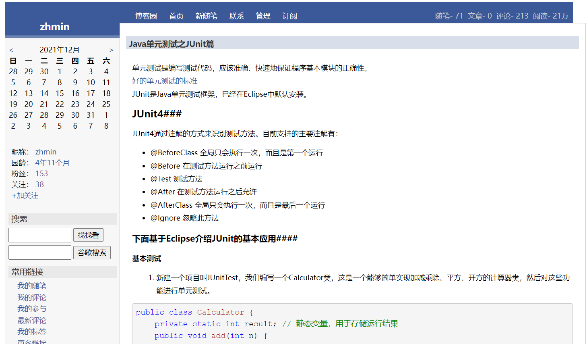 zhmin
博客园 首页 新随笔 联系 管理 订阅
随笔- 71 文章- 0 评论- 213 阅读- 21万
< 2021年12月 >
日 一 二 三 四 五 六
28 29 30 1 2 3 4
5 6 7 8 9 10 11
12 13 14 15 16 17 18
19 20 21 22 23 24 25
26 27 28 29 30 31 1
2 3 4 5 6 7 8
昵称： zhmin
园龄： 4年11个月
粉丝： 153
关注： 38
+加关注
搜索
找找看
谷歌搜索
常用链接
我的随笔
我的评论
我的参与
最新评论
我的标签
更多链接
Java单元测试之JUnit篇
单元测试是编写测试代码，应该准确、快速地保证程序基本模块的正确性。
好的单元测试的标准
JUnit是Java单元测试框架，已经在Eclipse中默认安装。
JUnit4###
JUnit4通过注解的方式来识别测试方法。目前支持的主要注解有：
@BeforeClass 全局只会执行一次，而且是第一个运行
@Before 在测试方法运行之前运行
@Test 测试方法
@After 在测试方法运行之后允许
@AfterClass 全局只会执行一次，而且是最后一个运行
@Ignore 忽略此方法
下面基于Eclipse介绍JUnit的基本应用####
基本测试
1. 新建一个项目叫JUnitTest，我们编写一个Calculator类，这是一个能够简单实现加减乘除、平方、开方的计算器类，然后对这些功
能进行单元测试。
public class Calculator {
private static int result; // 静态变量，用于存储运行结果
public void add(int n) {